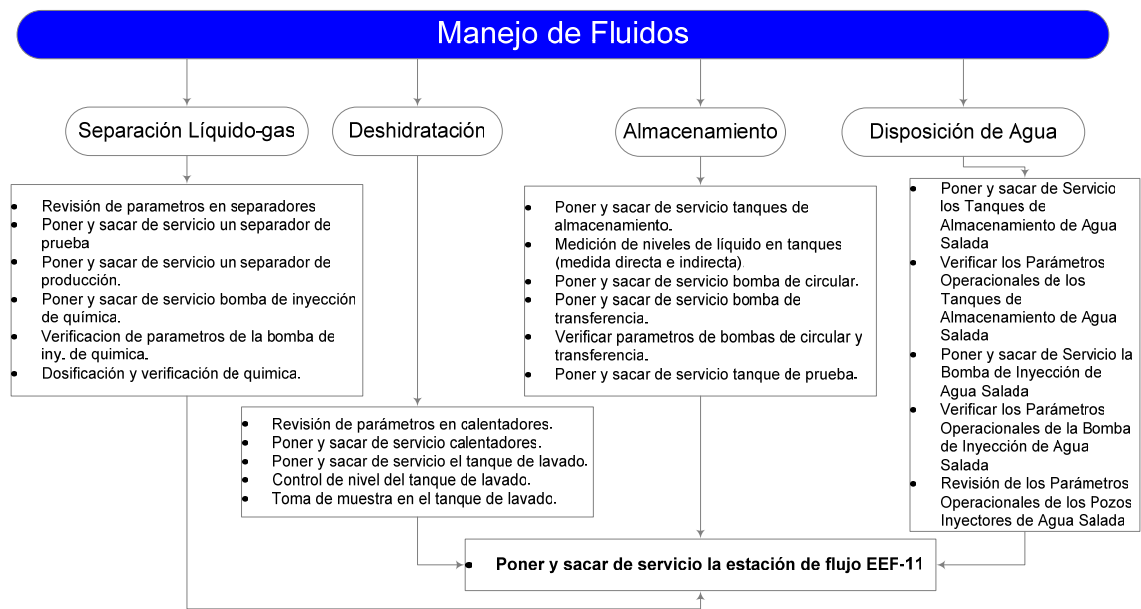 Manejo de Fluidos
Separación Líquido-gas
Deshidratación
Almacenamiento
Disposición de Agua
• Revisión de parametros en separadores
• Poner y sacar de servicio un separador de
prueba
• Poner y sacar de servicio un separador de
producción.
• Poner y sacar de servicio bomba de inyección
de química.
• Verificacion de parametros de la bomba de
iny. de quimica.
• Dosificación y verificación de quimica.
• Revisión de parámetros en calentadores.
• Poner y sacar de servicio calentadores.
• Poner y sacar de servicio el tanque de lavado.
• Control de nivel del tanque de lavado.
• Toma de muestra en el tanque de lavado.
• Poner y sacar de servicio tanques de
almacenamiento.
• Medición de niveles de líquido en tanques
(medida directa e indirecta).
• Poner y sacar de servicio bomba de circular.
• Poner y sacar de servicio bomba de
transferencia.
• Verificar parametros de bombas de circular y
transferencia.
• Poner y sacar de servicio tanque de prueba.
• Poner y sacar de Servicio
los Tanques de
Almacenamiento de Agua
Salada
• Verificar los Parámetros
Operacionales de los
Tanques de
Almacenamiento de Agua
Salada
• Poner y sacar de Servicio la
Bomba de Inyección de
Agua Salada
• Verificar los Parámetros
Operacionales de la Bomba
de Inyección de Agua
Salada
• Revisión de los Parámetros
Operacionales de los Pozos
Inyectores de Agua Salada
• Poner y sacar de servicio la estación de flujo EEF-11